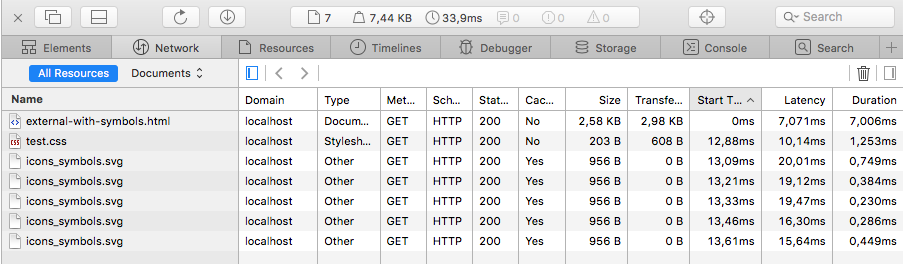 7 7,44 KB 33,9ms 0 0 0 Search
Elements Network Resources Timelines Debugger Storage Console Search
All Resources Documents
Name Domain Type Met... Sch... Stat... Cac... Size Transfe... Start T... Latency Duration
external-with-symbols.html localhost Docum... GET HTTP 200 No 2,58 KB 2,98 KB 0ms 7,071ms 7,006ms
test.css localhost Stylesh... GET HTTP 200 No 203 B 608 B 12,88ms 10,14ms 1,253ms
icons_symbols.svg localhost Other GET HTTP 200 Yes 956 B 0 B 13,09ms 20,01ms 0,749ms
icons_symbols.svg localhost Other GET HTTP 200 Yes 956 B 0 B 13,21ms 19,12ms 0,384ms
icons_symbols.svg localhost Other GET HTTP 200 Yes 956 B 0 B 13,33ms 19,47ms 0,230ms
icons_symbols.svg localhost Other GET HTTP 200 Yes 956 B 0 B 13,46ms 16,30ms 0,286ms
icons_symbols.svg localhost Other GET HTTP 200 Yes 956 B 0 B 13,61ms 15,64ms 0,449ms